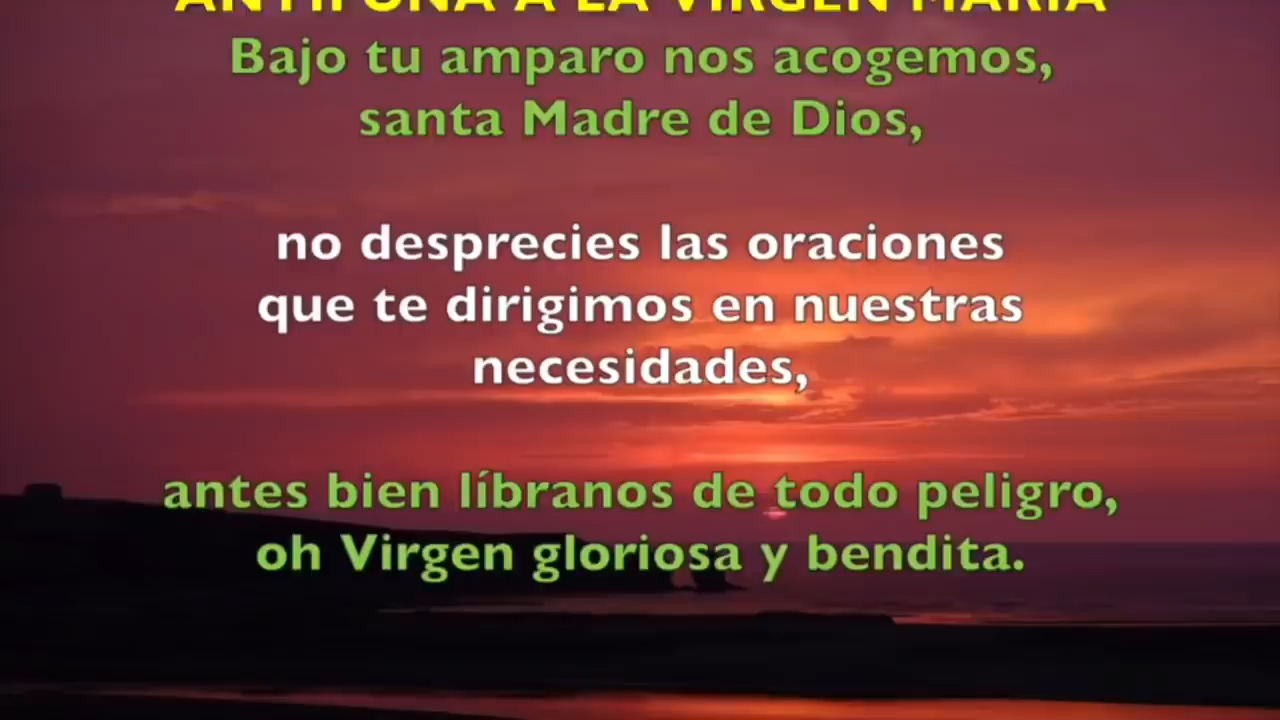 ANTÍFONA A LA VIRGEN MARÍA
Bajo tu amparo nos acogemos,
santa Madre de Dios,
no desprecies las oraciones
que te dirigimos en nuestras
necesidades,
antes bien líbranos de todo peligro,
oh Virgen gloriosa y bendita.